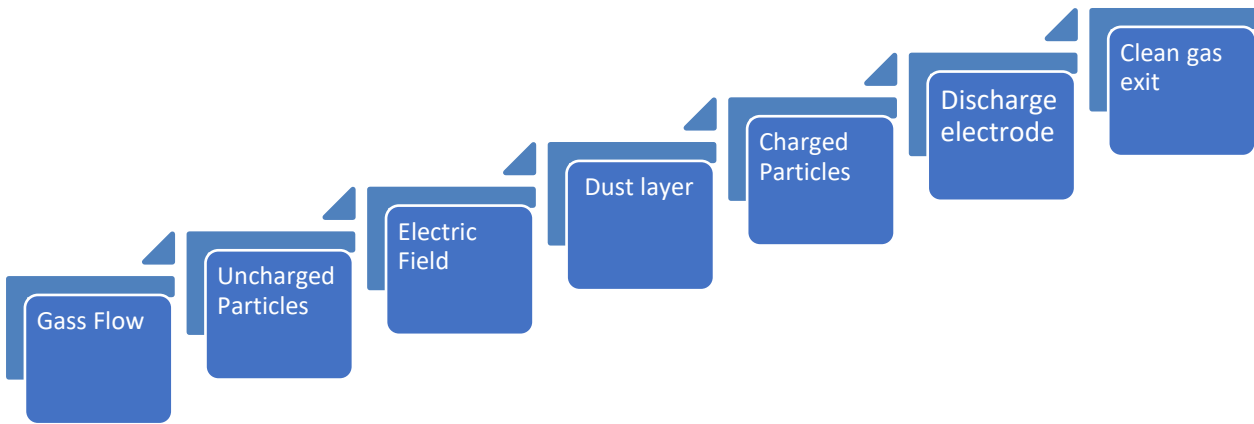 Gass Flow
Uncharged
Particles
Electric
Field
Dust layer
Charged
Particles
Discharge
electrode
Clean gas
exit